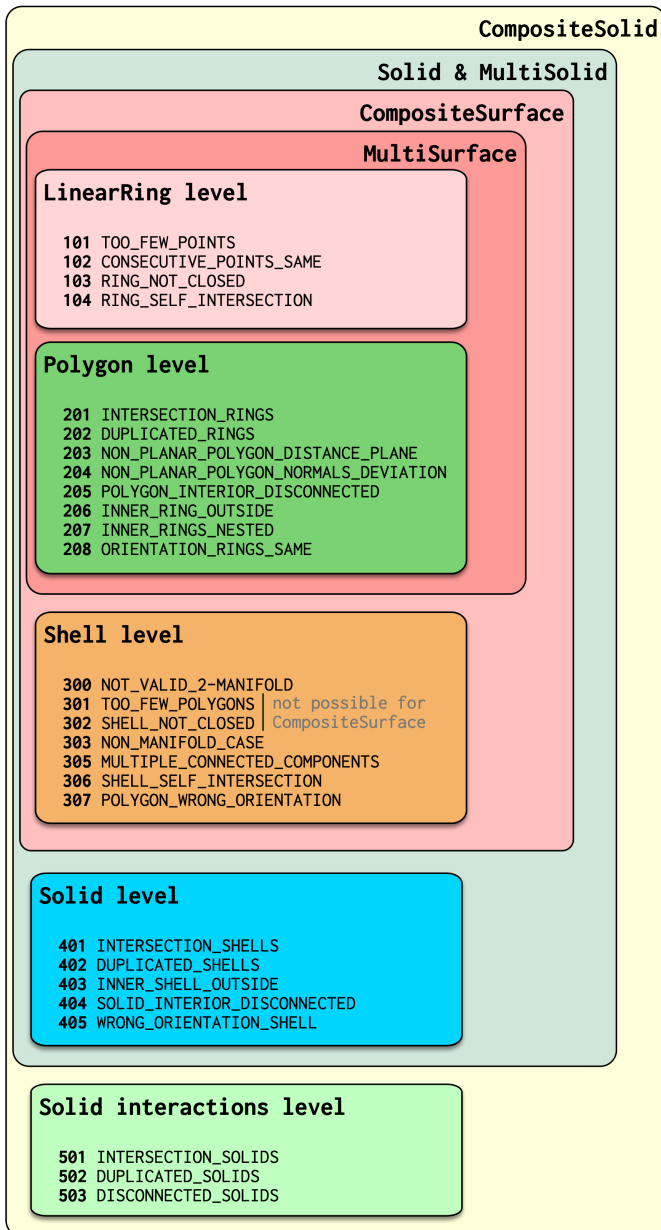 CompositeSolid
Solid & MultiSolid
CompositeSurface
MultiSurface
LinearRing level
101 TOO_FEW_POINTS
102 CONSECUTIVE_POINTS_SAME
103 RING_NOT_CLOSED
104 RING_SELF_INTERSECTION
Polygon level
201 INTERSECTION_RINGS
202 DUPLICATED_RINGS
203 NON_PLANAR_POLYGON_DISTANCE_PLANE
204 NON_PLANAR_POLYGON_NORMALS_DEVIATION
205 POLYGON_INTERIOR_DISCONNECTED
206 INNER_RING_OUTSIDE
207 INNER_RINGS_NESTED
208 ORIENTATION_RINGS_SAME
Shell level
300 NOT_VALID_2-MANIFOLD
301 TOO_FEW_POLYGONS not possible for
302 SHELL_NOT_CLOSED CompositeSurface
303 NON_MANIFOLD_CASE
305 MULTIPLE_CONNECTED_COMPONENTS
306 SHELL_SELF_INTERSECTION
307 POLYGON_WRONG_ORIENTATION
Solid level
401 INTERSECTION_SHELLS
402 DUPLICATED_SHELLS
403 INNER_SHELL_OUTSIDE
404 SOLID_INTERIOR_DISCONNECTED
405 WRONG_ORIENTATION_SHELL
Solid interactions level
501 INTERSECTION_SOLIDS
502 DUPLICATED_SOLIDS
503 DISCONNECTED_SOLIDS